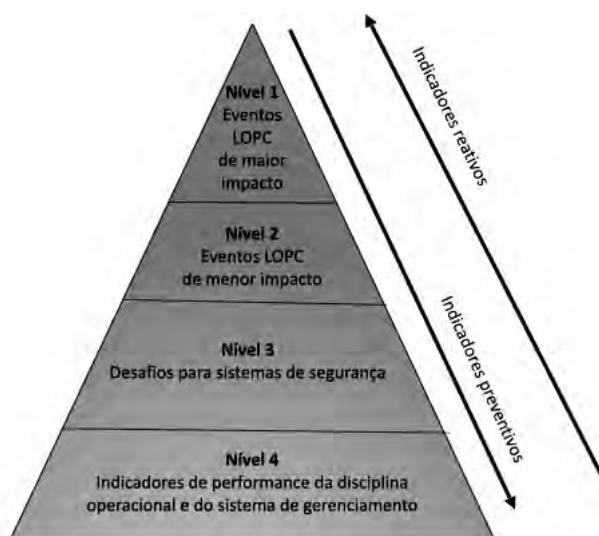 Nível 1
Eventos
LOPC
de maior
impacto
Nível 2
Eventos LOPC
de menor impacto
Nível 3
Desafios para sistemas de segurança
Nível 4
Indicadores de performance da disciplina
operacional e do sistema de gerenciamento
Indicadores reativos
Indicadores preventivos